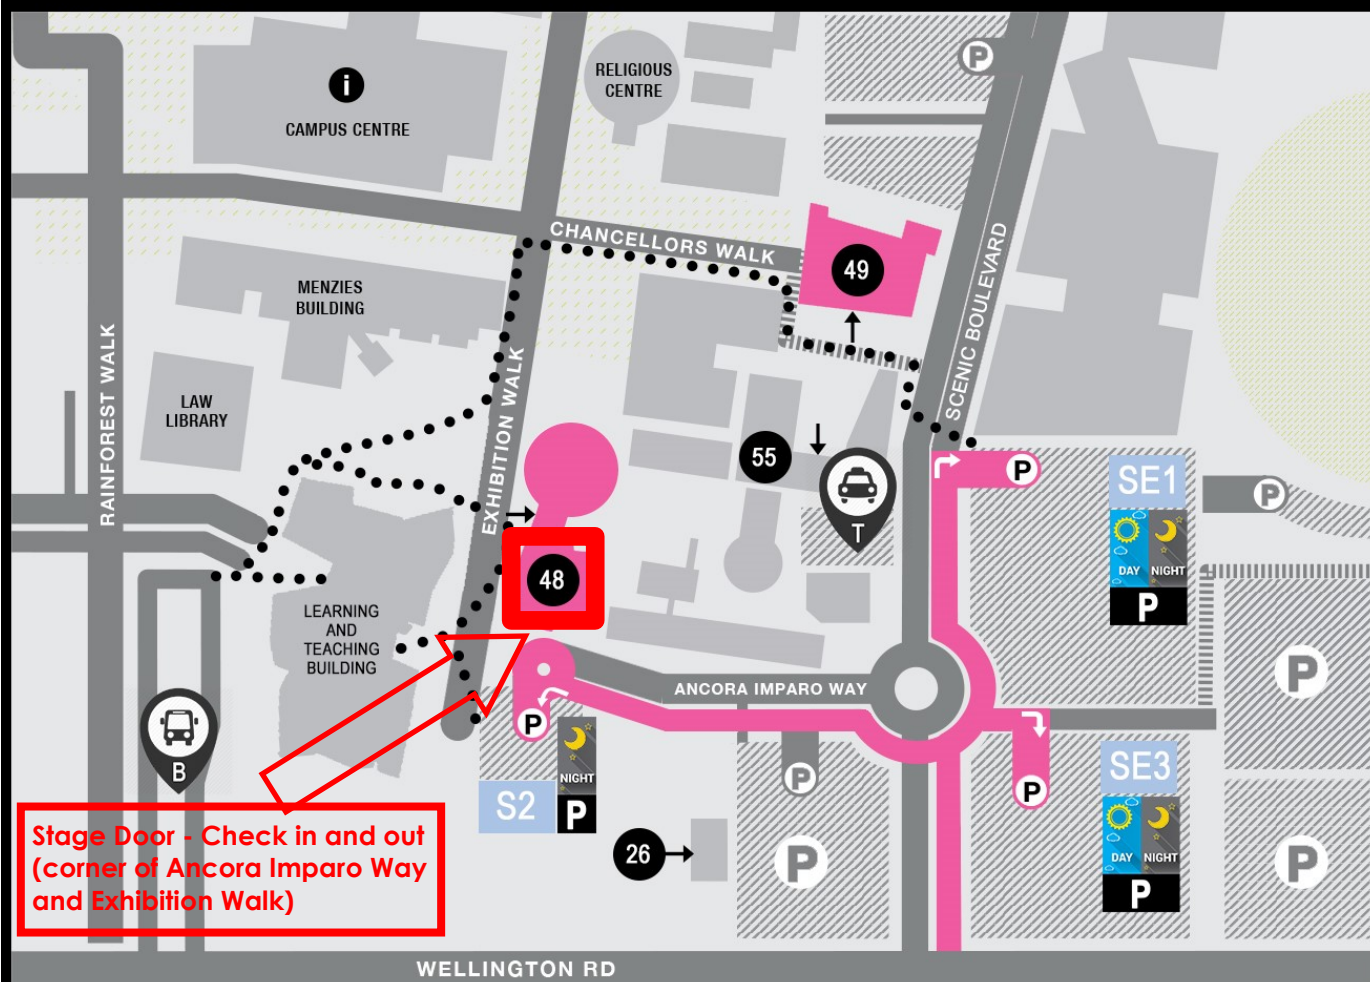 P
RELIGIOUS
CENTRE
i
CAMPUS CENTRE
CHANCELLORS WALK
49
MENZIES
BUILDING
SCENIC BOULEVARD
RAINFOREST WALK
EXHIBITION WALK
LAW
LIBRARY
55
T
P
SE1
P
DAY NIGHT
P
48
LEARNING
AND
TEACHING
BUILDING
P
ANCORA IMPARO WAY
P
B
NIGHT
P
S2
P
P
SE3
DAY NIGHT
P
26
P
P
Stage Door - Check in and out
(corner of Ancora Imparo Way
and Exhibition Walk)
WELLINGTON RD